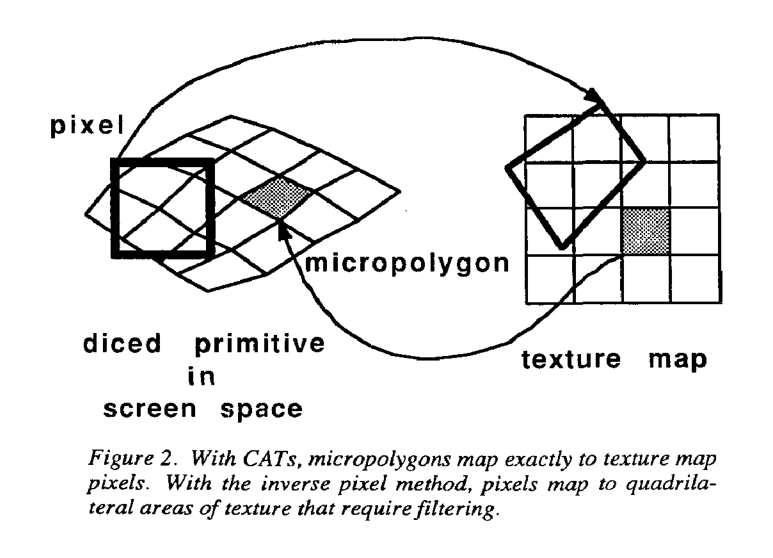 pixel
micropolygon
diced primitive
in
screen space
texture map
Figure 2. With CATs, micropolygons map exactly to texture map
pixels. With the inverse pixel method, pixels map to quadrila-
teral areas of texture that require filtering.